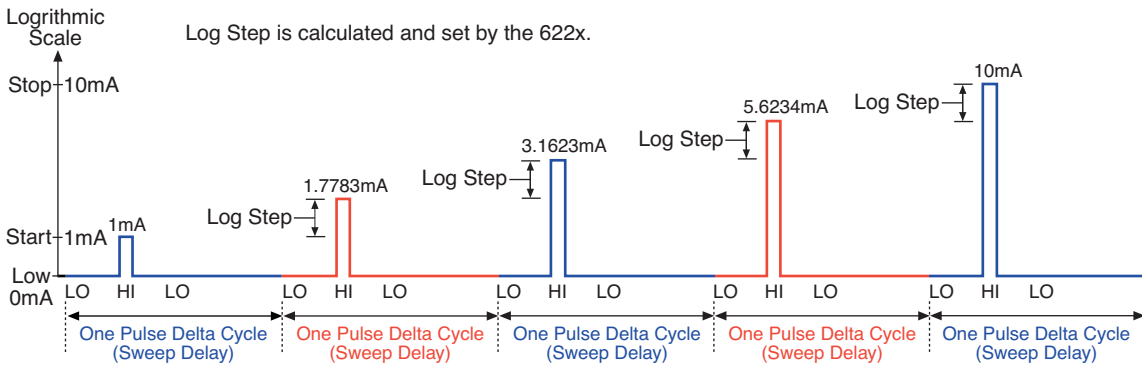 Logrithmic
Scale
Log Step is calculated and set by the 622x.
Stop 10mA
10mA
Log Step
5.6234mA
Log Step
3.1623mA
Log Step
1.7783mA
Log Step
1mA
Start 1mA
Low
0mA
LO HI LO LO HI LO LO HI LO LO HI LO LO HI LO
One Pulse Delta Cycle
(Sweep Delay)
One Pulse Delta Cycle
(Sweep Delay)
One Pulse Delta Cycle
(Sweep Delay)
One Pulse Delta Cycle
(Sweep Delay)
One Pulse Delta Cycle
(Sweep Delay)